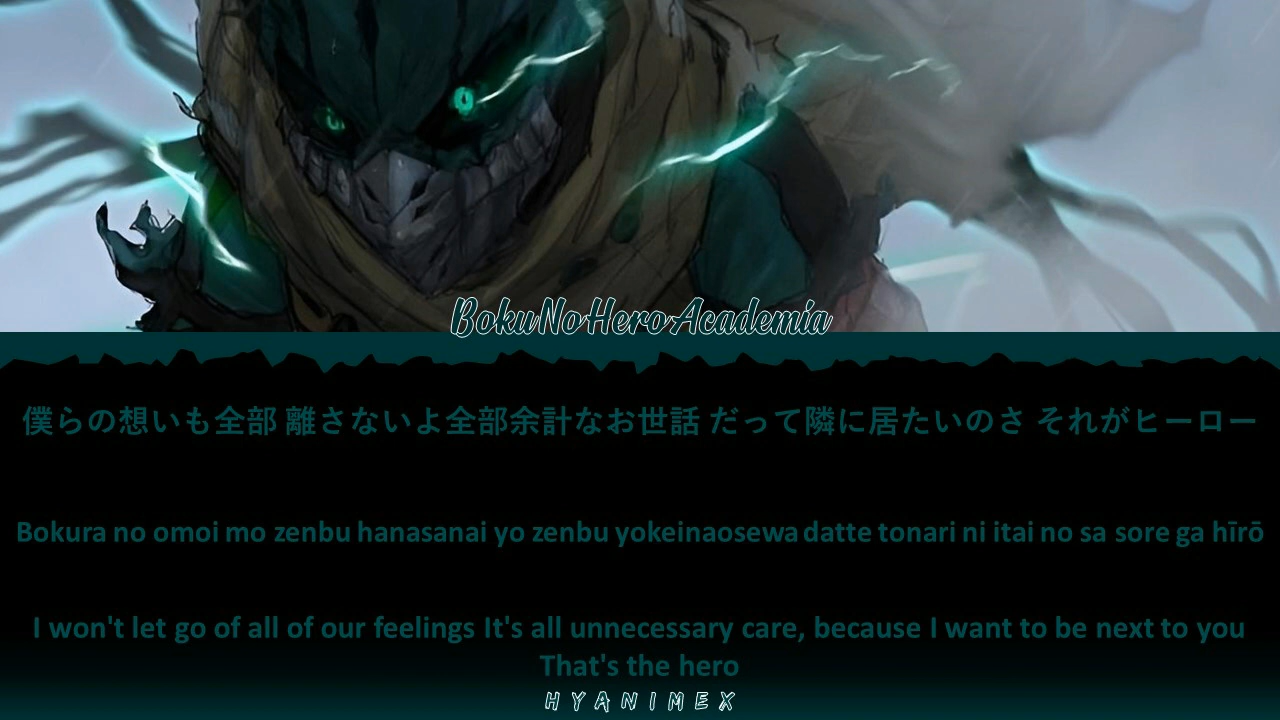 BokuNoHeroAcademia
僕らの想いも全部 離さないよ全部余計なお世話 だって隣に居たいのさ それがヒーロー
Bokura no omoi mo zenbu hanasanai yo zenbu yokeinaosewa datte tonari ni itai no sa sore ga hīrō
I won't let go of all of our feelings It's all unnecessary care, because I want to be next to you
That's the hero
HYANIMEX